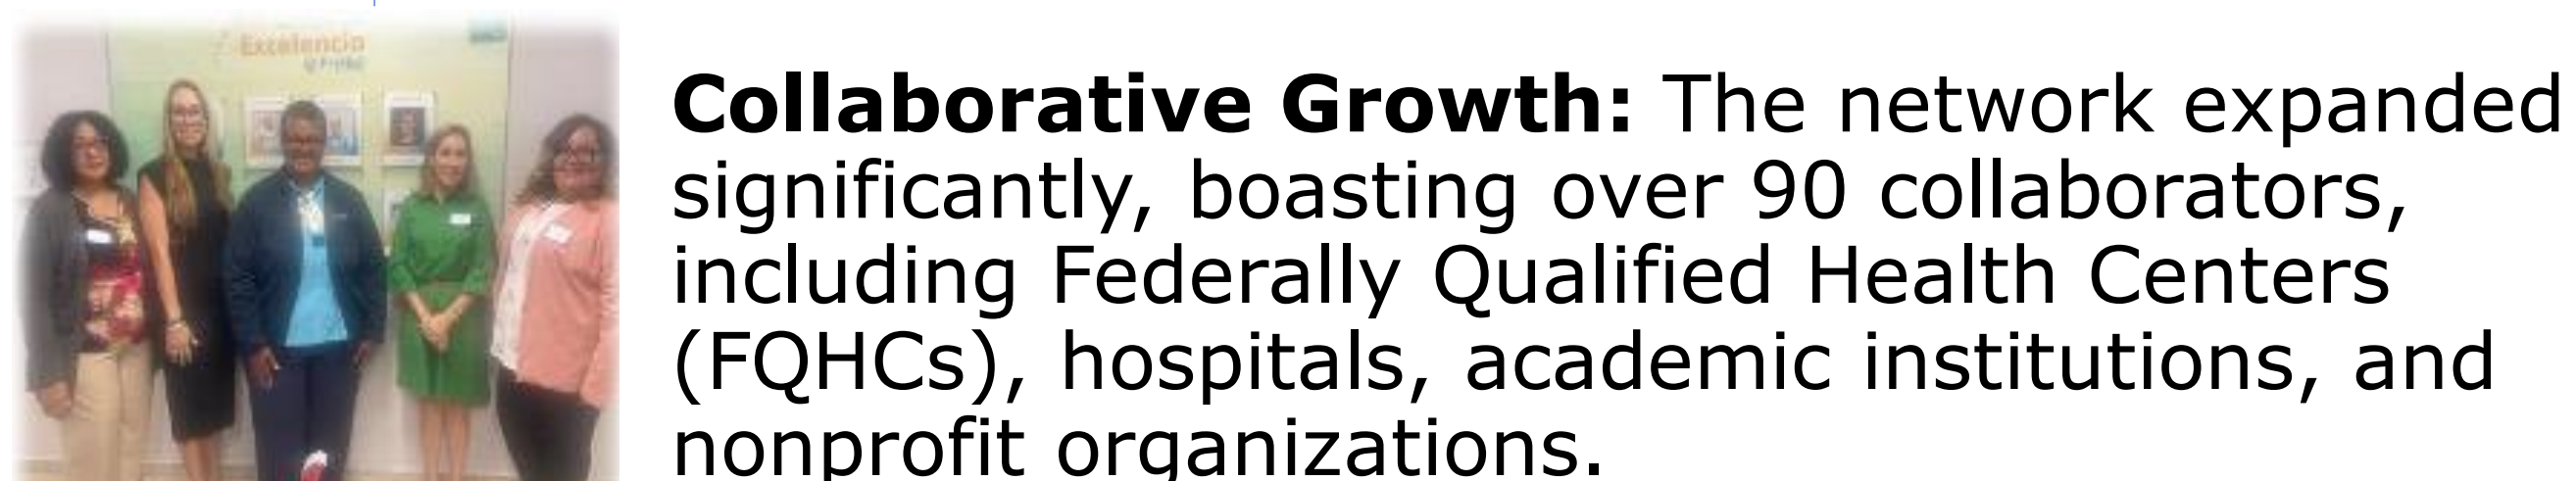 Excelencia
Collaborative Growth: The network expanded
significantly, boasting over 90 collaborators,
including Federally Qualified Health Centers
(FQHCs), hospitals, academic institutions, and
nonprofit organizations.